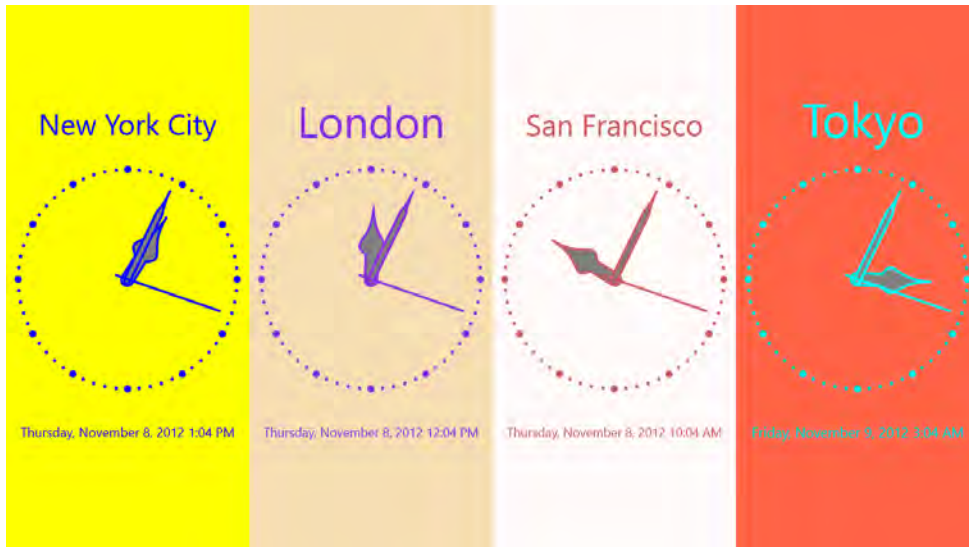 New York City
London
San Francisco
Tokyo
Thursday, November 8, 2012 1:04 PM
Thursday, November 8, 2012 12:04 PM
Thursday, November 8, 2012 10:04 AM
Friday, November 9, 2012 3:04 AM